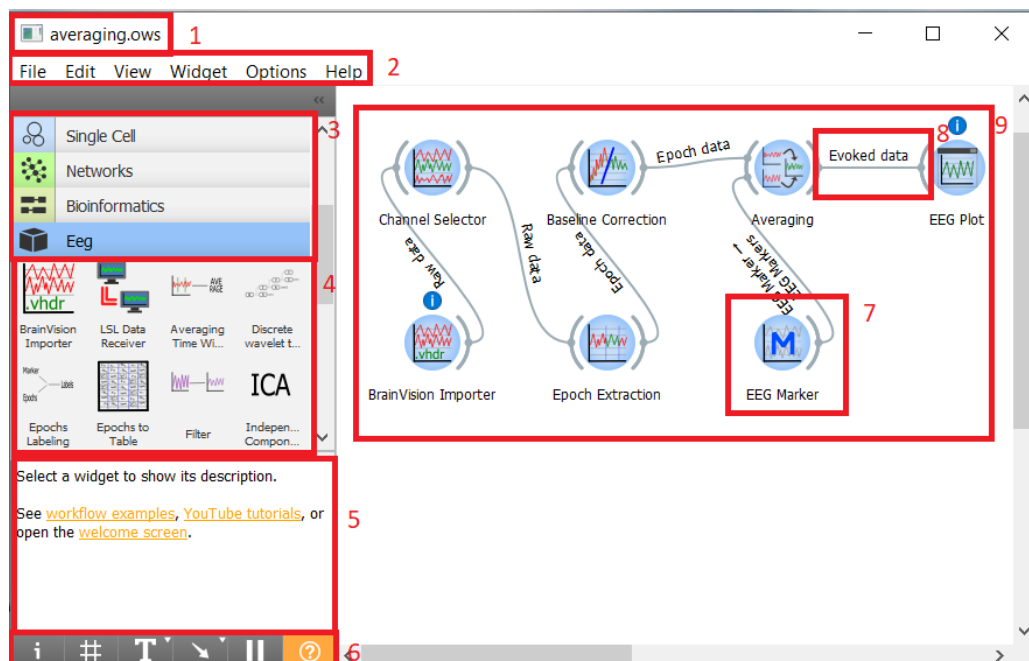 averaging.ows 1
File Edit View Widget Options Help 2
«
Single Cell 3
Networks
Bioinformatics
Eeg
.vhdr
AVE
RAGE
BrainVision
Importer
LSL Data
Receiver
Averaging
Time Wi...
Discrete
wavelet t...
4
Marker
Epochs
Labels
ICA
Epochs
Labeling
Epochs to
Table
Filter
Indepen...
Compon...
Select a widget to show its description.
See workflow examples, YouTube tutorials, or
open the welcome screen.
5
i # T ? 6
Channel Selector
Raw data
Raw data
i
.vhdr
BrainVision Importer
Baseline Correction
Epoch data
Epoch data
Epoch Extraction
Averaging
EEG Marker → EEG Markers
M
EEG Marker
7
Evoked data
8
i
9
EEG Plot